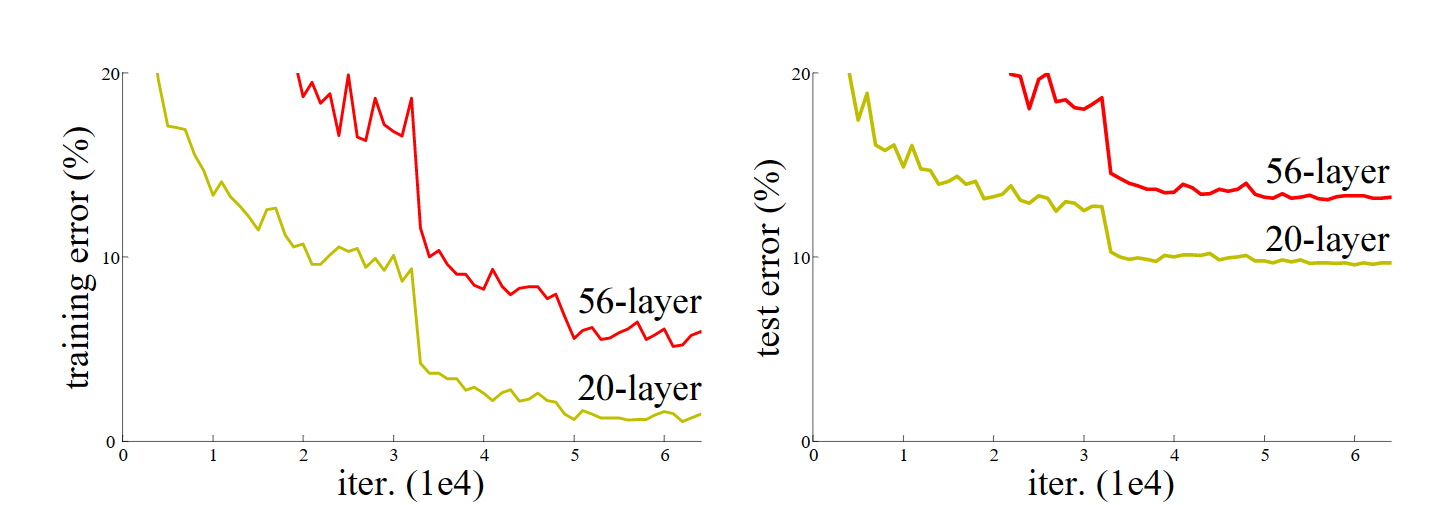 20
10
0
training error (%)
56-layer
20-layer
0 1 2 3 4 5 6
iter. (1e4)
20
10
0
test error (%)
56-layer
20-layer
0 1 2 3 4 5 6
iter. (1e4)